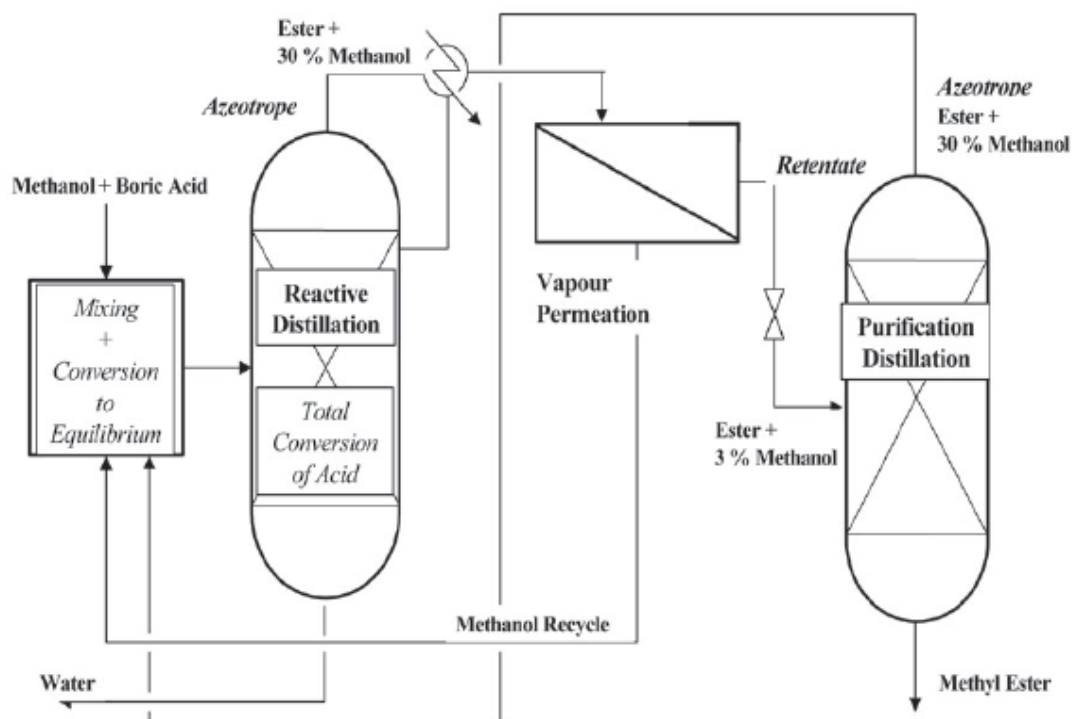 Ester +
30 % Methanol
Azeotrope
Azeotrope
Ester +
30 % Methanol
Methanol + Boric Acid
Retentate
Mixing
+
Conversion
to
Equilibrium
Reactive
Distillation
Total
Conversion
of Acid
Vapour
Permeation
Purification
Distillation
Ester +
3 % Methanol
Methanol Recycle
Water
Methyl Ester